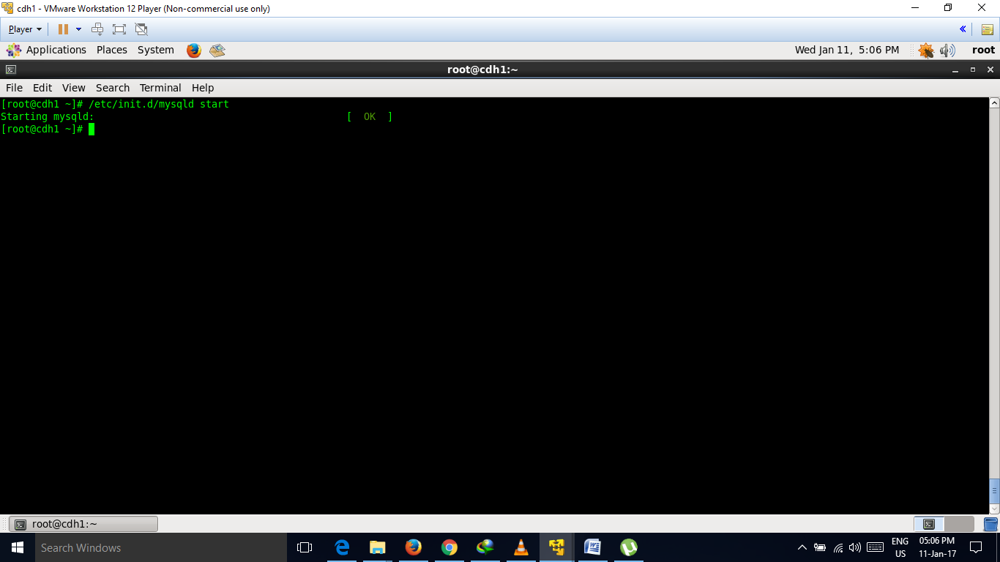 cdh1 - VMware Workstation 12 Player (Non-commercial use only)
Player
Applications Places System Wed Jan 11, 5:06 PM root
root@cdh1:~
File Edit View Search Terminal Help
[root@cdh1 ~]# /etc/init.d/mysqld start
Starting mysqld: [ OK ]
[root@cdh1 ~]#
root@cdh1:~
Search Windows
ENG 05:06 PM
US 11-Jan-17